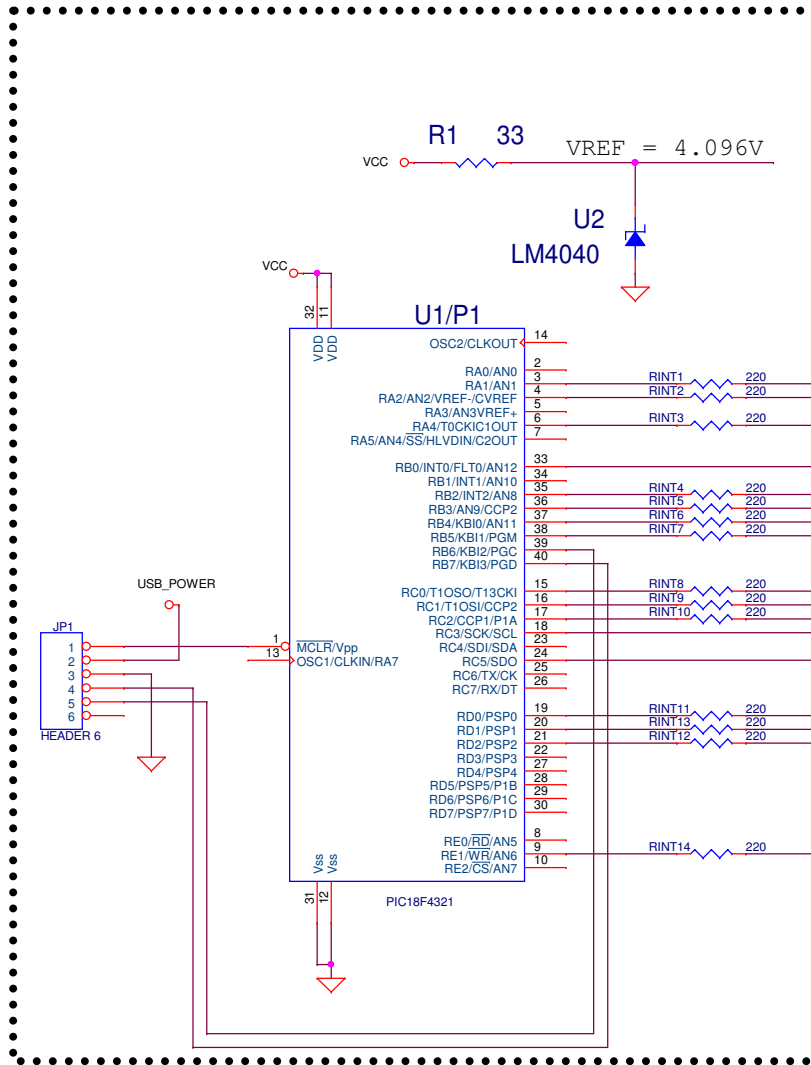 R1 33
VREF = 4.096V
VCC
U2
LM4040
VCC
U1/P1
32
11
VDD
VDD
OSC2/CLKOUT 14
RA0/AN0 2
RA1/AN1 3 RINT1 220
RA2/AN2/VREF-/CVREF 4 RINT2 220
RA3/AN3VREF+ 5
RA4/T0CKIC1OUT 6 RINT3 220
RA5/AN4/SS/HLVDIN/C2OUT 7
RB0/INT0/FLT0/AN12 33
RB1/INT1/AN10 34
RB2/INT2/AN8 35 RINT4 220
RB3/AN9/CCP2 36 RINT5 220
RB4/KBI0/AN11 37 RINT6 220
RB5/KBI1/PGM 38 RINT7 220
RB6/KBI2/PGC 39
RB7/KBI3/PGD 40
USB_POWER
RC0/T1OSO/T13CKI 15 RINT8 220
RC1/T1OSI/CCP2 16 RINT9 220
RC2/CCP1/P1A 17 RINT10 220
RC3/SCK/SCL 18
RC4/SDI/SDA 23
RC5/SDO 24
RC6/TX/CK 25
RC7/RX/DT 26
JP1
1
2
3
4
5
6
HEADER 6
1 MCLR/Vpp
13 OSC1/CLKIN/RA7
RD0/PSP0 19 RINT11 220
RD1/PSP1 20 RINT13 220
RD2/PSP2 21 RINT12 220
RD3/PSP3 22
RD4/PSP4 27
RD5/PSP5/P1B 28
RD6/PSP6/P1C 29
RD7/PSP7/P1D 30
RE0/RD/AN5 8
RE1/WR/AN6 9 RINT14 220
RE2/CS/AN7 10
Vss
Vss
31
12
PIC18F4321